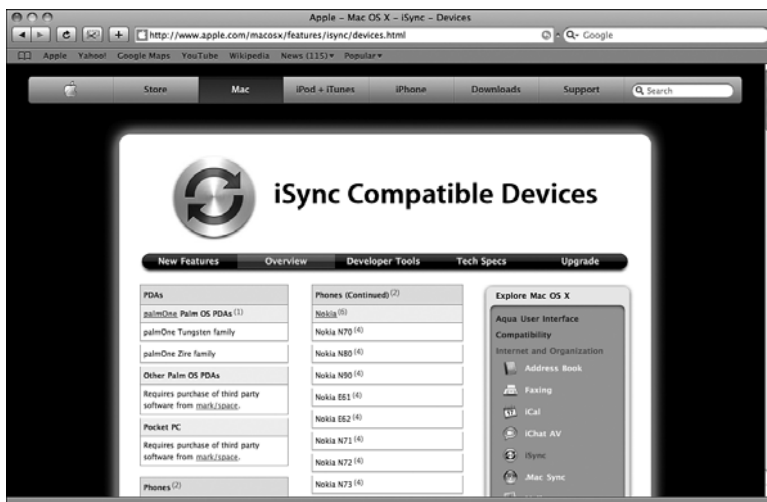 Apple - Mac OS X - iSync - Devices
http://www.apple.com/macosx/features/isync/devices.html
Google
Apple Yahoo! Google Maps YouTube Wikipedia News (115) Popular
Store Mac iPod + iTunes iPhone Downloads Support Search
iSync Compatible Devices
New Features Overview Developer Tools Tech Specs Upgrade
PDAs
palmOne Palm OS PDAs (1)
palmOne Tungsten family
palmOne Zire family
Other Palm OS PDAs
Requires purchase of third party
software from mark/space.
Pocket PC
Requires purchase of third party
software from mark/space.
Phones (2)
Phones (Continued) (2)
Nokia (6)
Nokia N70 (4)
Nokia N80 (4)
Nokia N90 (4)
Nokia E61 (4)
Nokia E62 (4)
Nokia N71 (4)
Nokia N72 (4)
Nokia N73 (4)
Explore Mac OS X
Aqua User Interface
Compatibility
Internet and Organization
Address Book
Faxing
iCal
iChat AV
iSync
.Mac Sync